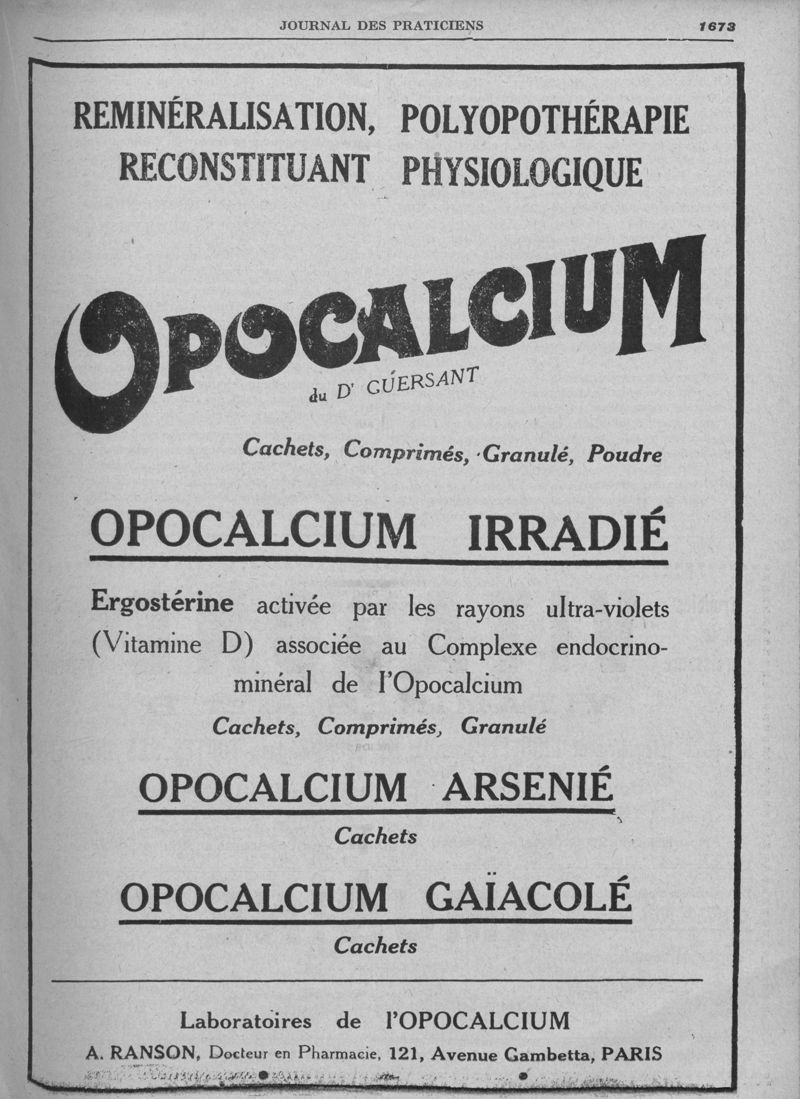 JOURNAL DES PRATICIENS 1673
REMINÉRALISATION, POLYOPOTHÉRAPIE
RECONSTITUANT PHYSIOLOGIQUE
OPOCALCIUM
du Dr GUERSANT
Cachets, Comprimés, Granulé, Poudre
OPOCALCIUM IRRADIÉ
Ergostérine activée par les rayons ultra-violets
(Vitamine D) associée au Complexe endocrino-
minéral de l'Opocalcium
Cachets, Comprimés, Granulé
OPOCALCIUM ARSENIÉ
Cachets
OPOCALCIUM GAÏACOLÉ
Cachets
Laboratoires de l'OPOCALCIUM
A. RANSON, Docteur en Pharmacie, 121, Avenue Gambetta, PARIS